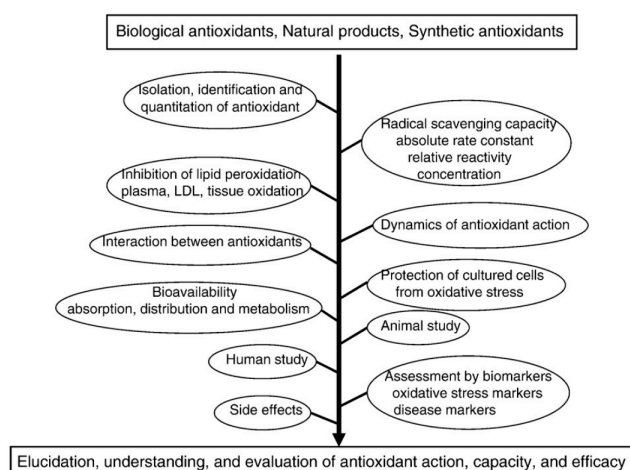 Biological antioxidants, Natural products, Synthetic antioxidants
Isolation, identification and
quantitation of antioxidant
Radical scavenging capacity
absolute rate constant
relative reactivity
concentration
Inhibition of lipid peroxidation
plasma, LDL, tissue oxidation
Dynamics of antioxidant action
Interaction between antioxidants
Protection of cultured cells
from oxidative stress
Bioavailability
absorption, distribution and metabolism
Animal study
Human study
Assessment by biomarkers
oxidative stress markers
disease markers
Side effects
Elucidation, understanding, and evaluation of antioxidant action, capacity, and efficacy